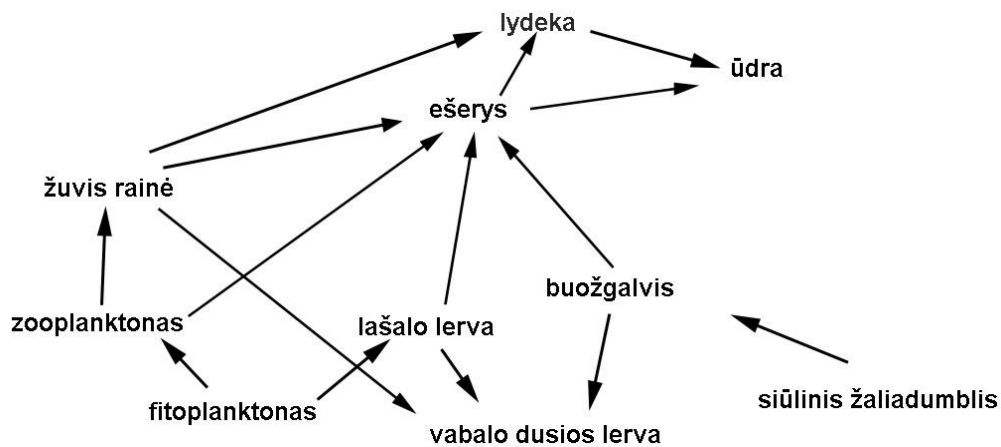 lydeka
ūdra
ešerys
žuvis rainė
buožgalvis
zooplanktonas
lašalo lerva
siūlinis žaliadumblis
fitoplanktonas
vabalo dusios lerva